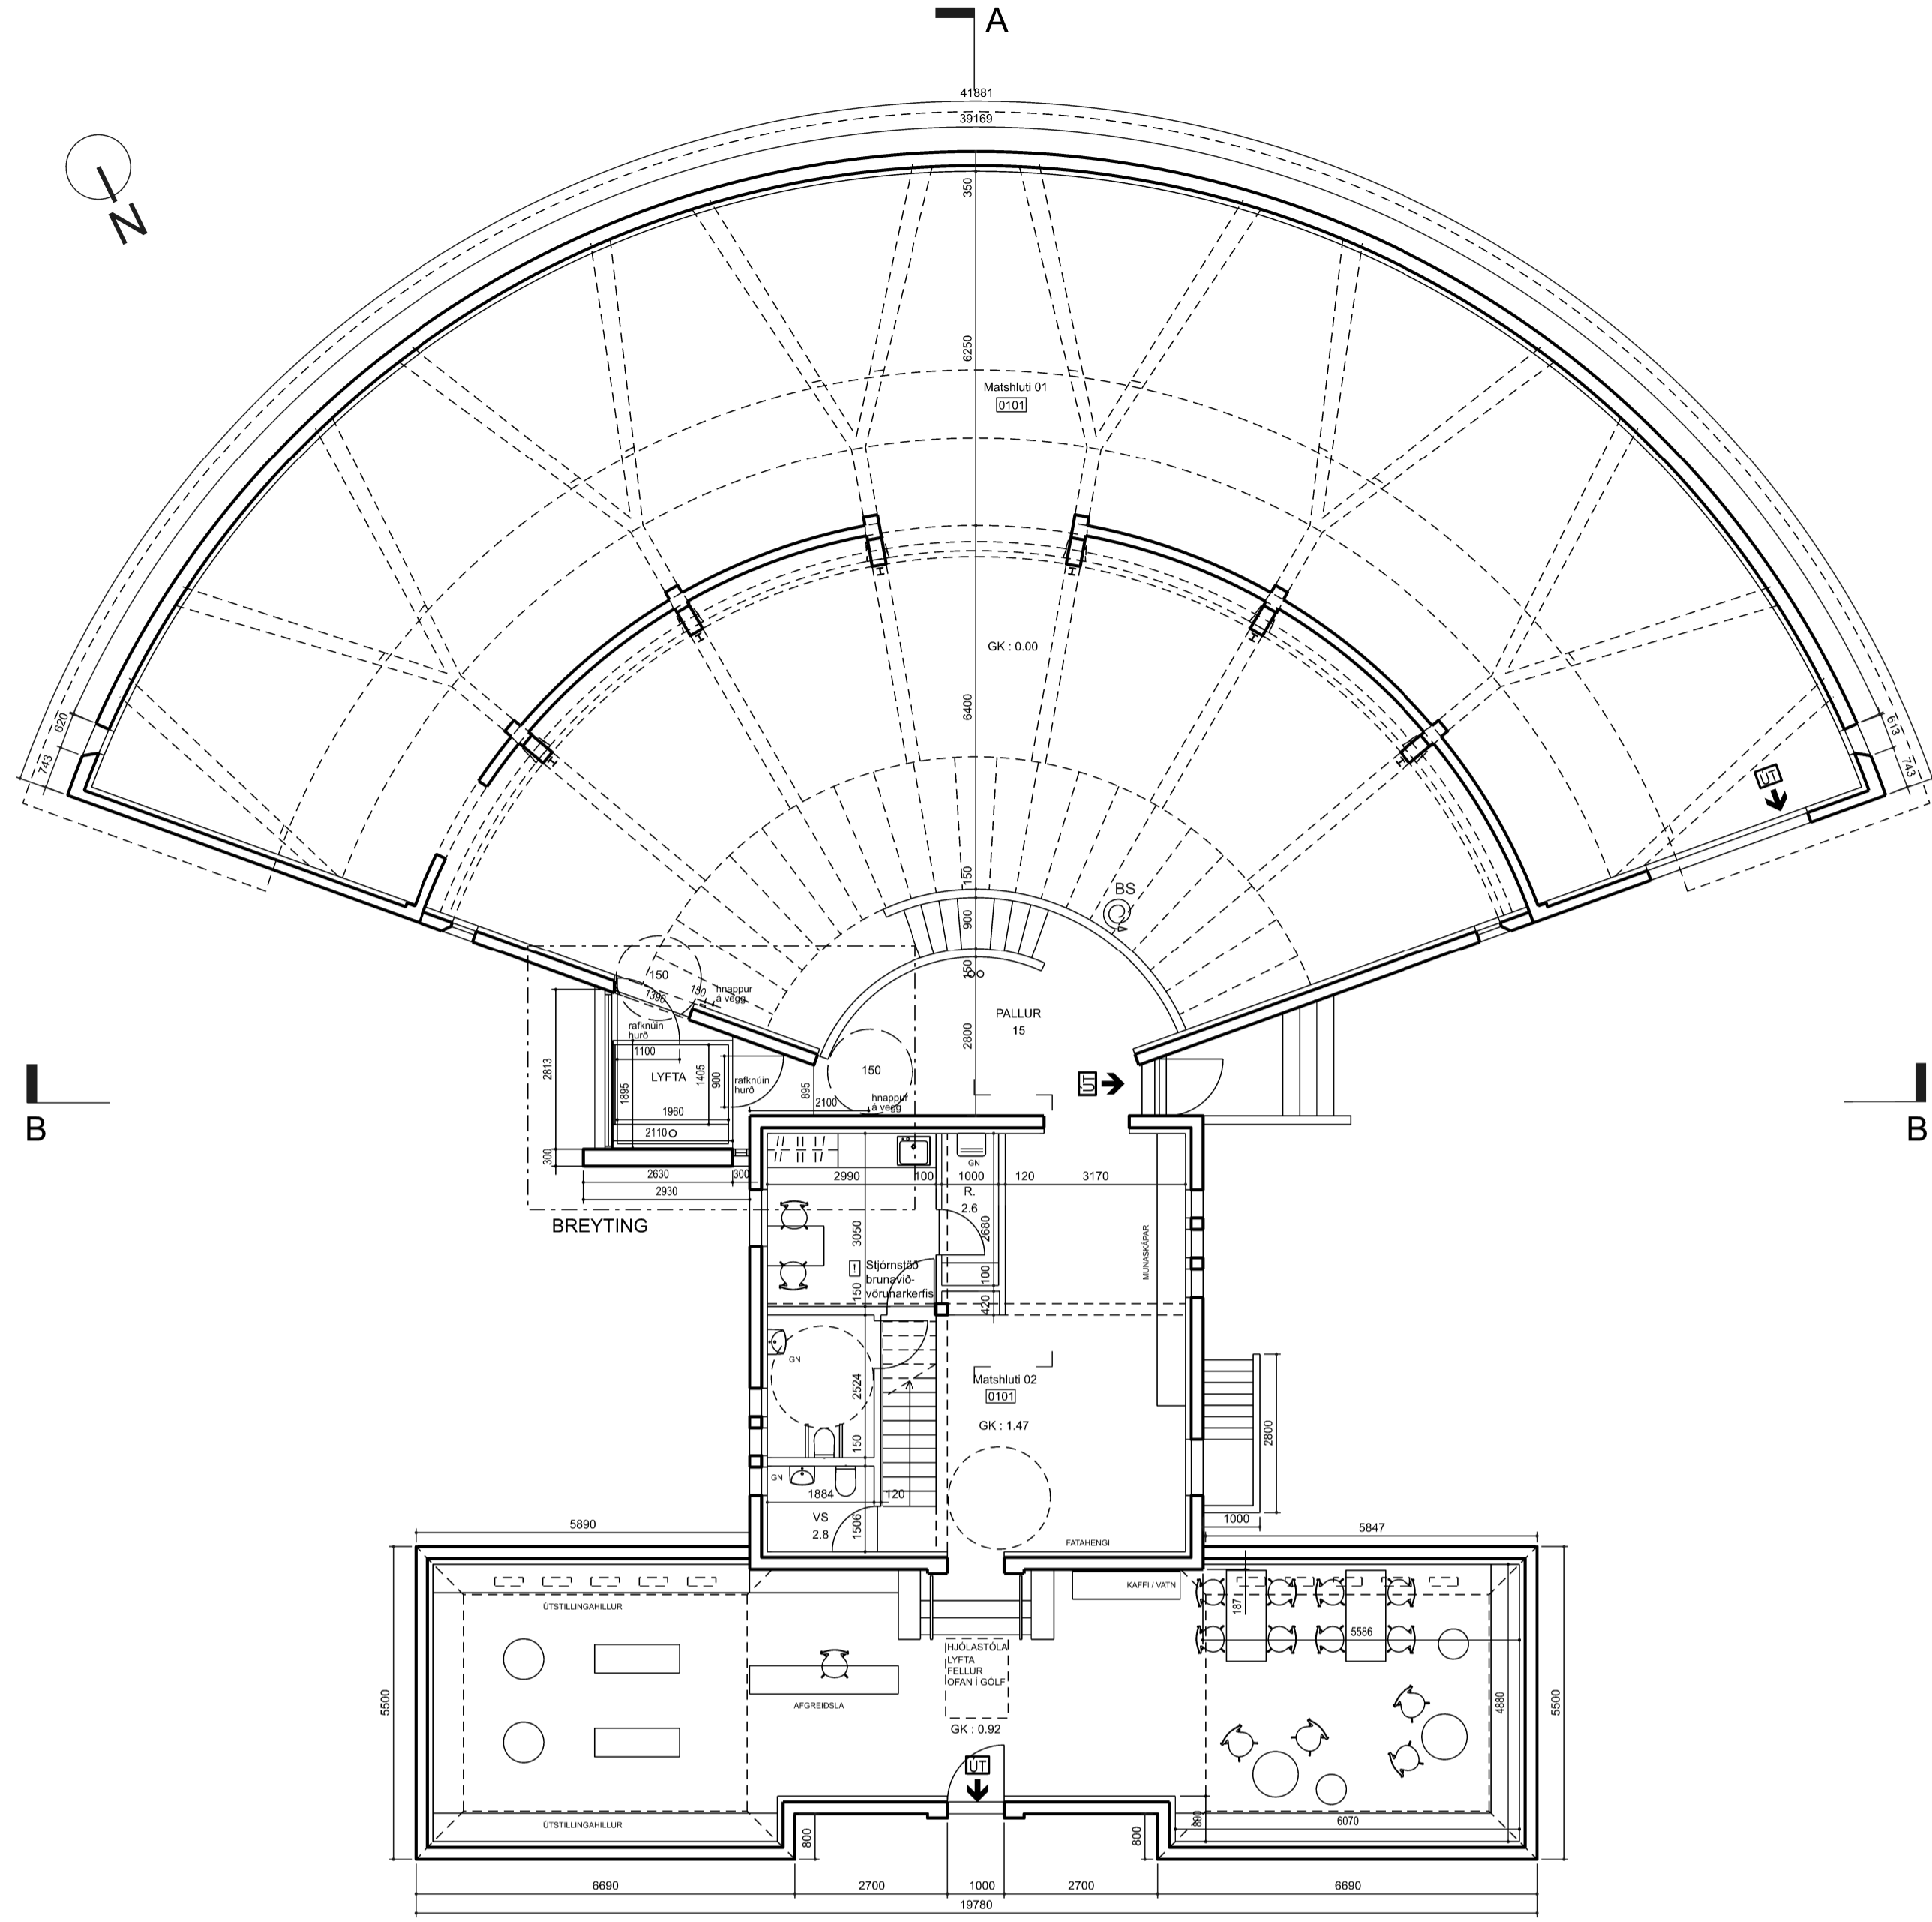 A
41881
39169
N
350
6250
Matshluti 01
0101
GK : 0.00
6400
620
743
613
743
ÚT
150
BS
900
150
150
1390
150
hnappur
á vegg
PALLUR
15
2800
rafknúin
hurð
1100
LYFTA
1405
900
rafknúin
hurð
2813
1895
1960
2110
895
2100
150
hnappur
á vegg
ÚT
B
B
300
2630
300
2930
BREYTING
2990
100
1000
120
3170
GN
R.
2.6
2680
3050
MUNASKÁPAR
!
Stjórnstöð
brunavið-
vörunarkerfis
150
100
420
GN
2524
Matshluti 02
0101
GK : 1.47
150
2800
GN
1884
120
VS
2.8
1506
1000
FATAHENGI
5890
5847
KAFFI / VATN
ÚTSTILLINGAHILLUR
187
5586
HJÓLASTÓLA
LYFTA
FELLUR
OFAN Í GÓLF
AFGREIÐSLA
5500
4880
5500
GK : 0.92
ÚT
ÚTSTILLINGAHILLUR
800
800
800
6070
6690
2700
1000
2700
6690
19780